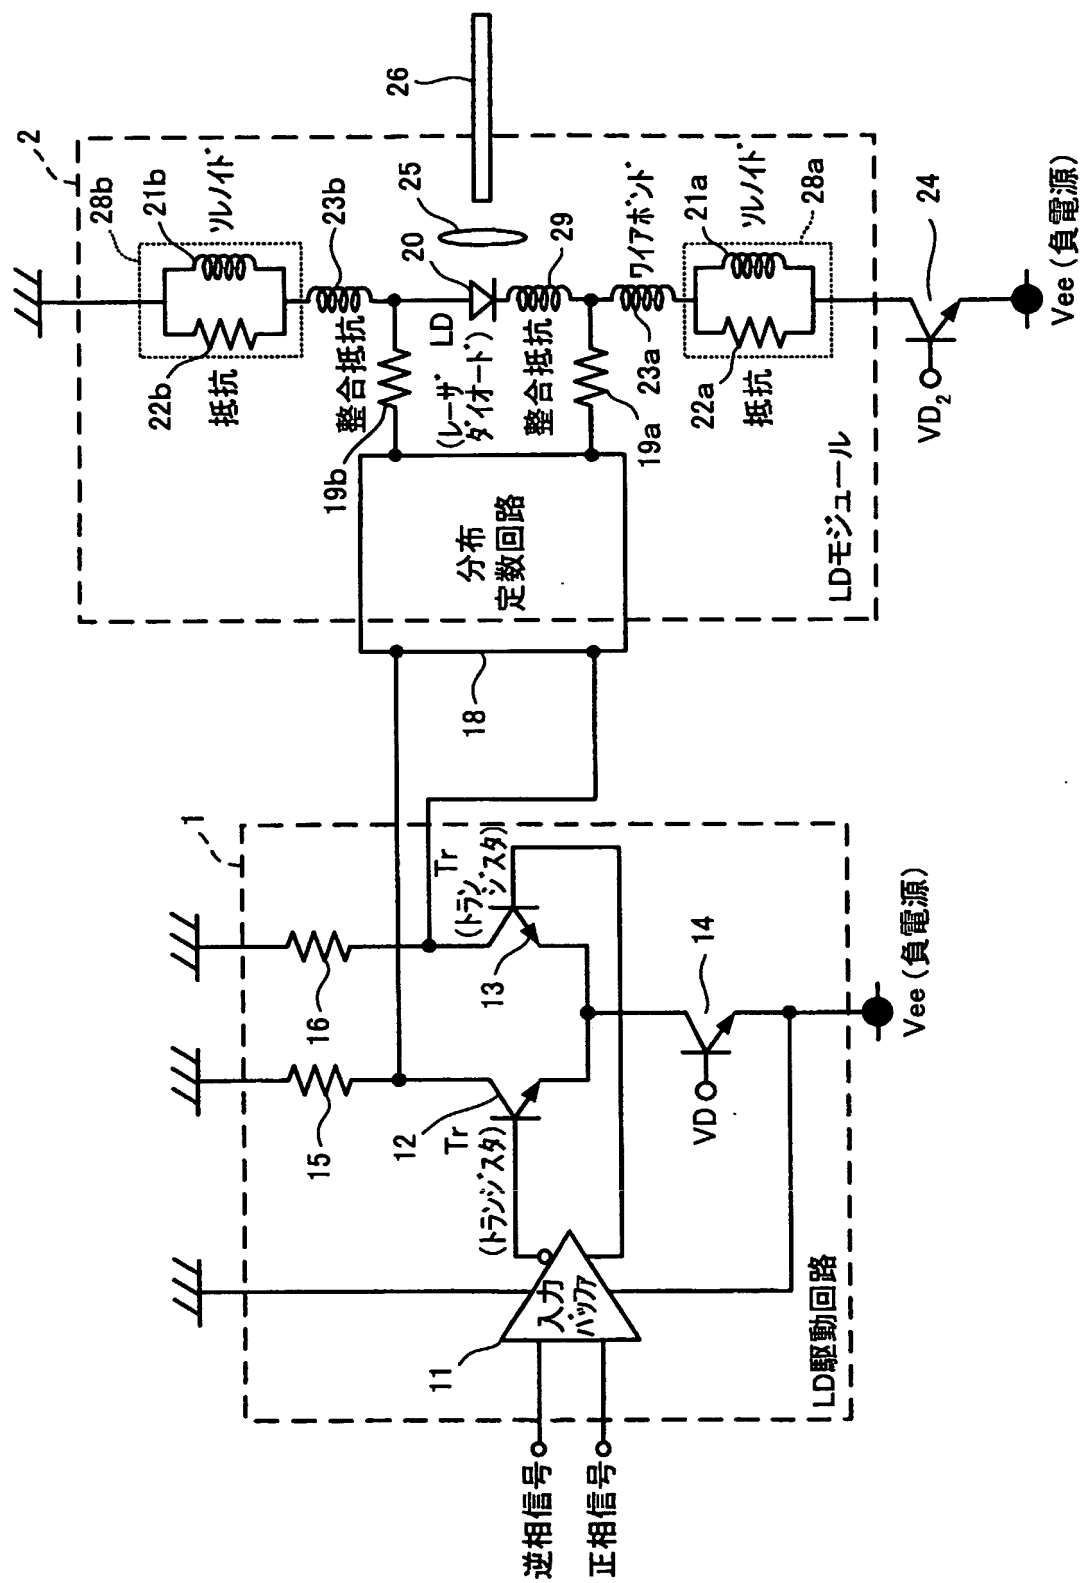 逆相信号
正相信号
11
入力
バッファ
LD駆動回路
1
15
16
12
Tr
(トランジスタ)
13
Tr
(トラン
ジスタ)
VD
14
Vee (負電源)
18
分布
定数回路
LDモジュール
2
28b
21b
ソルノイド
22b
抵抗
23b
整合抵抗
19b
LD
(レーザ
ダイオード)
20
25
26
29
整合抵抗
19a
ワイアボンド
23a
21a
ソルノイド
28a
22a
抵抗
VD2
24
Vee (負電源)